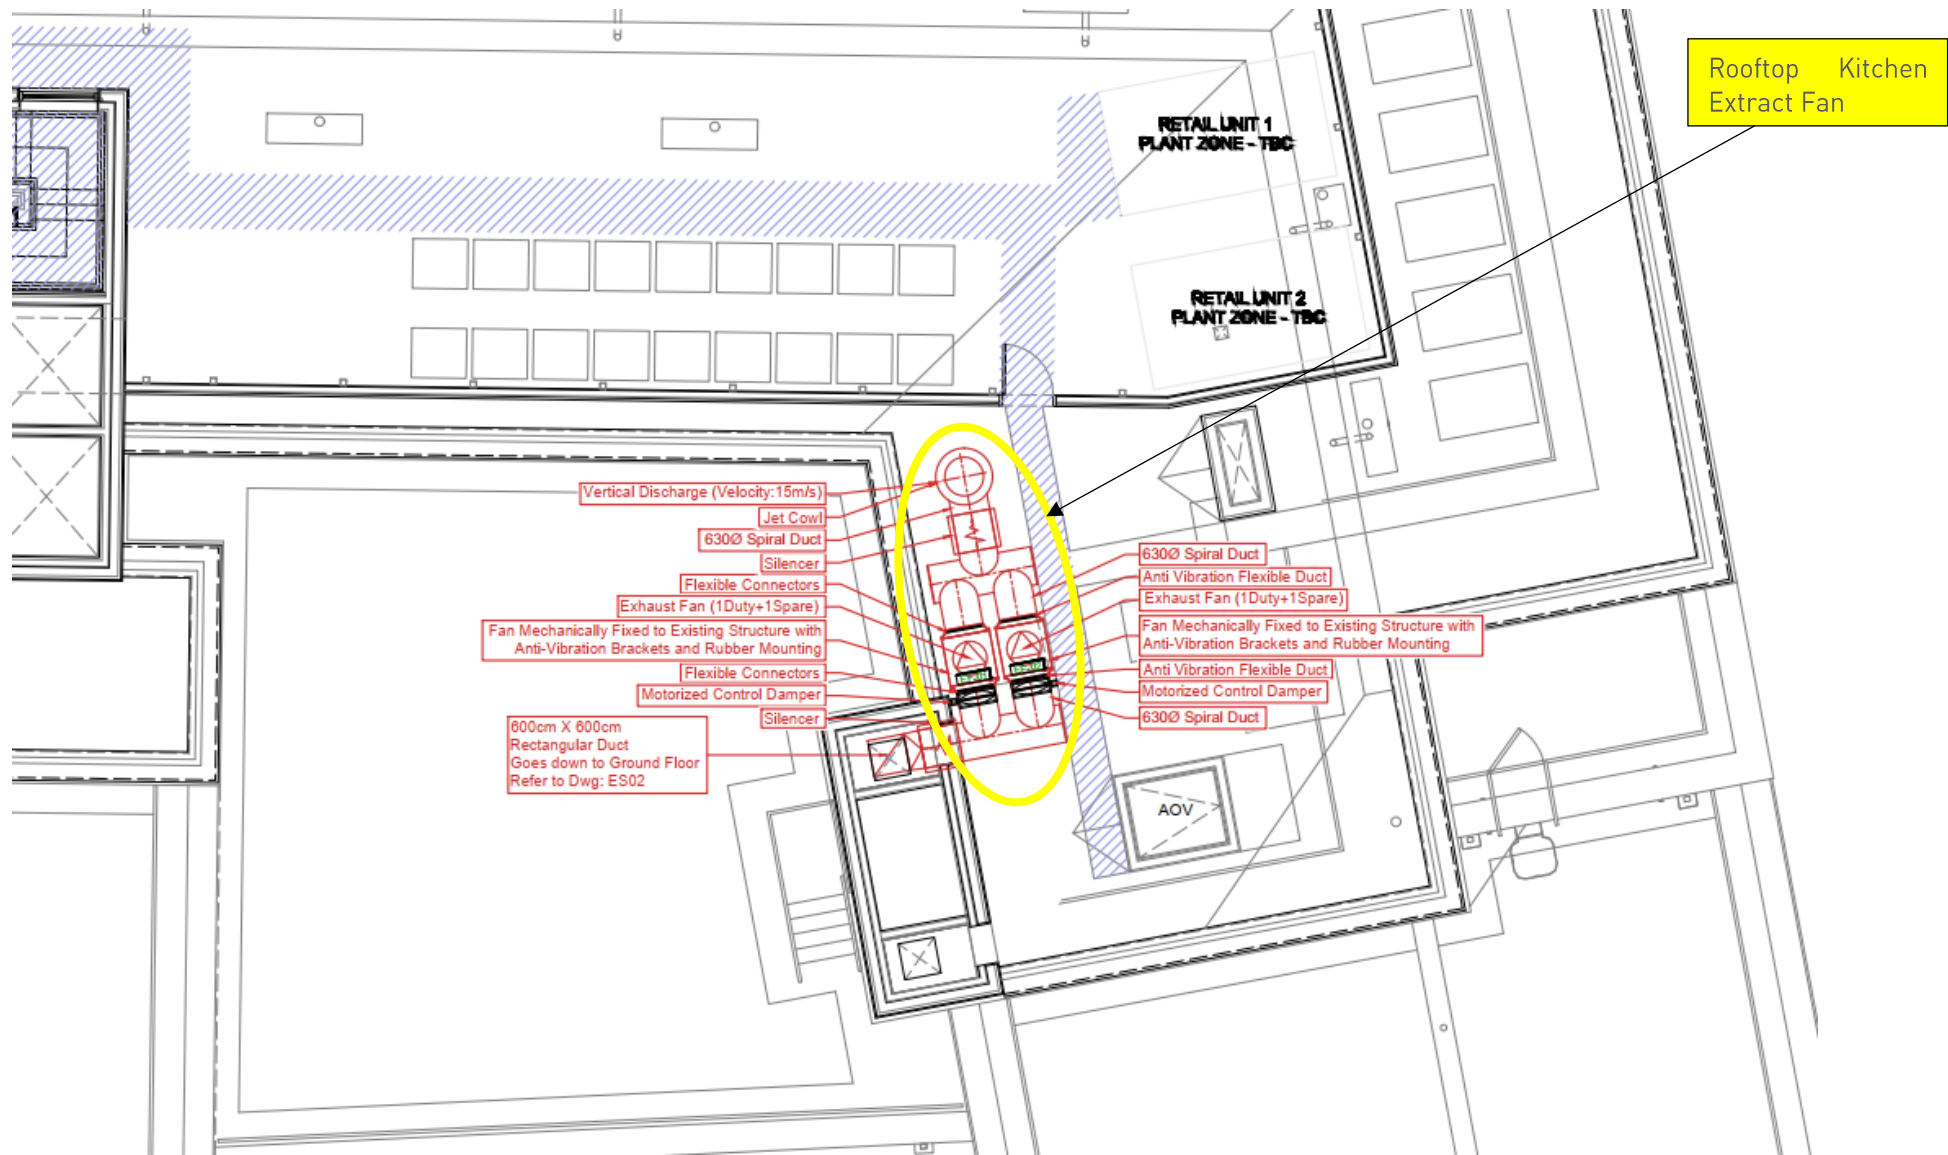 Rooftop Kitchen
Extract Fan
RETAIL UNIT 1
PLANT ZONE - TBC
RETAIL UNIT 2
PLANT ZONE - TBC
Vertical Discharge (Velocity:15m/s)
Jet Cowl
630Ø Spiral Duct
Silencer
Flexible Connectors
Exhaust Fan (1Duty+1Spare)
Fan Mechanically Fixed to Existing Structure with
Anti-Vibration Brackets and Rubber Mounting
Flexible Connectors
Motorized Control Damper
Silencer
600cm X 600cm
Rectangular Duct
Goes down to Ground Floor
Refer to Dwg: ES02
630Ø Spiral Duct
Anti Vibration Flexible Duct
Exhaust Fan (1Duty+1Spare)
Fan Mechanically Fixed to Existing Structure with
Anti-Vibration Brackets and Rubber Mounting
Anti Vibration Flexible Duct
Motorized Control Damper
630Ø Spiral Duct
AOV